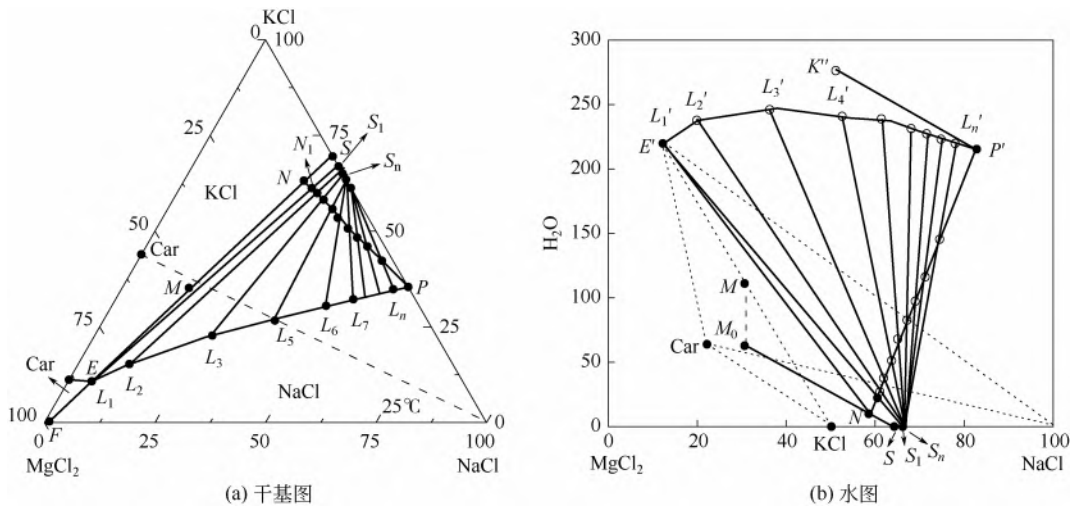 KCl
0 100
25
75
S₁
S
Sₙ
N₁
N
KCl
50
50
Car
M
75
25
L₆ L₇ Lₙ P
L₅
L₃
Car
E
L₁ L₂
NaCl
25℃
100 0
F 0 25 50 75 100
MgCl₂ NaCl
(a) 干基图
300
250
200
150
100
50
0
H₂O
K''
L₁' L₂' L₃' L₄' Lₙ'
E' P'
M
M₀
Car
N
KCl S S₁ Sₙ
20 40 60 80 100
MgCl₂ NaCl
(b) 水图